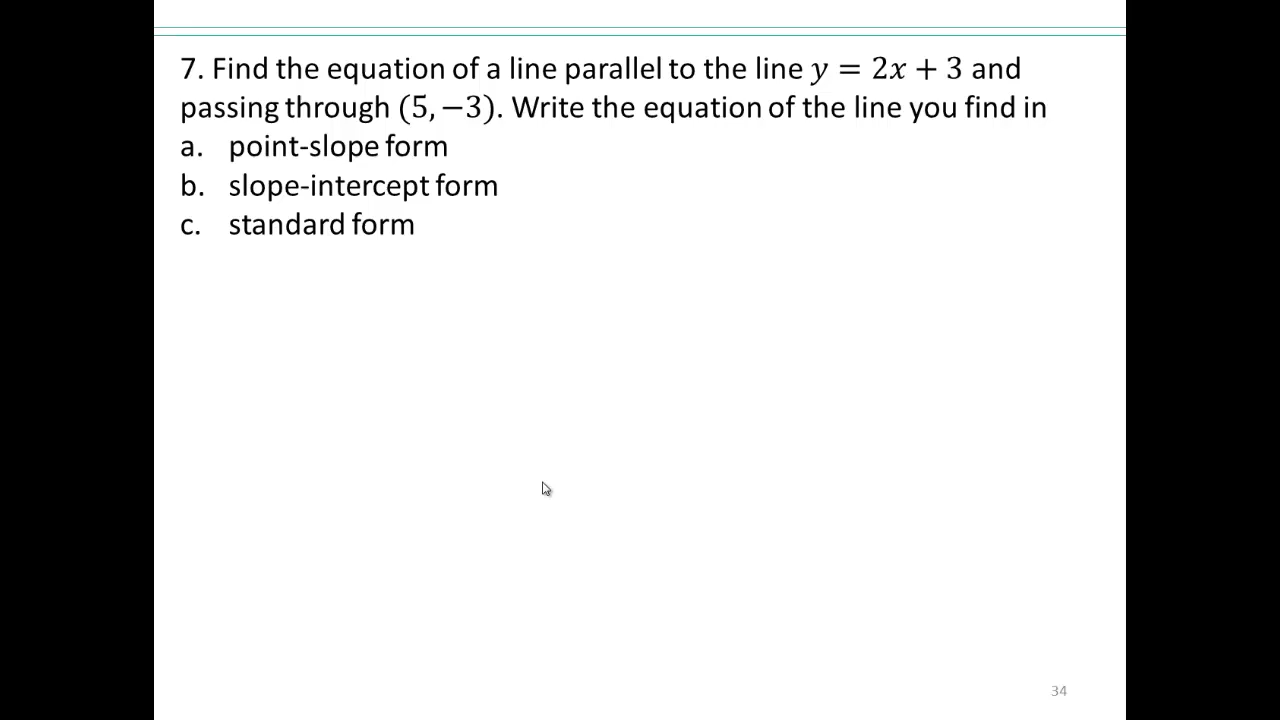 7. Find the equation of a line parallel to the line 𝑦 = 2𝑥 + 3 and
passing through (5, −3). Write the equation of the line you find in
a. point-slope form
b. slope-intercept form
c. standard form
34